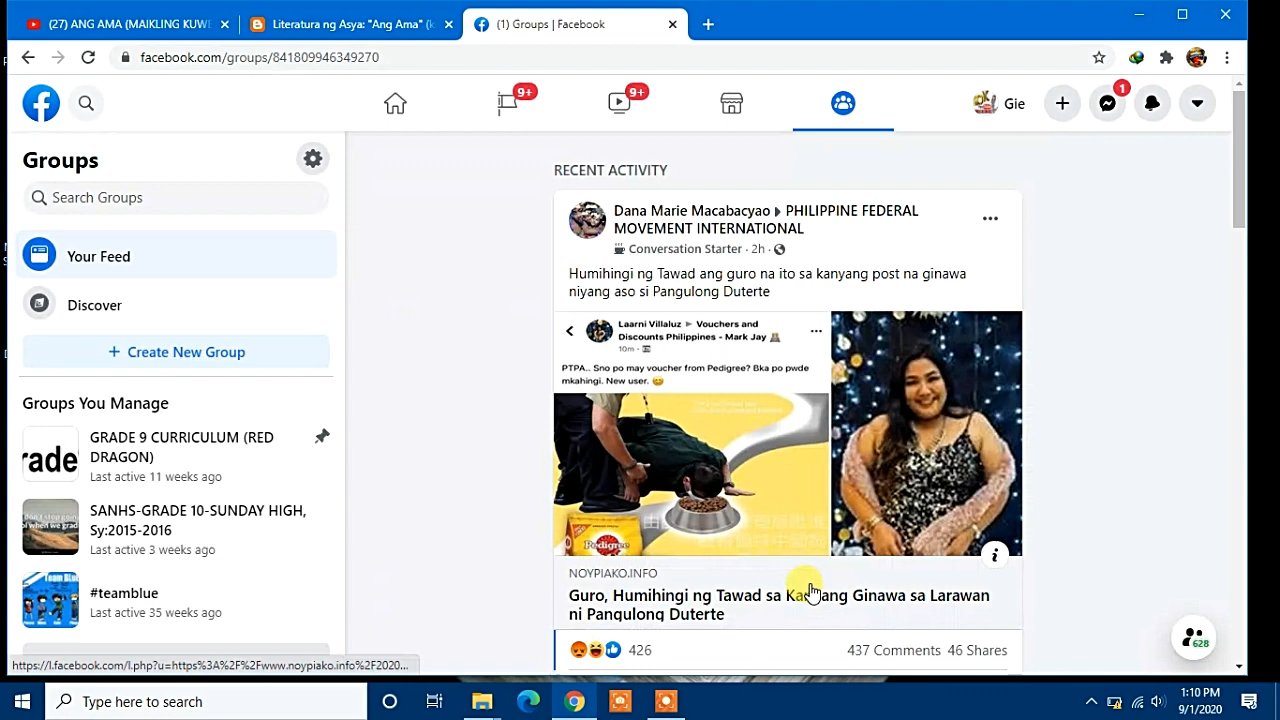 (27) ANG AMA (MAIKLING KUWE
Literatura ng Asya: "Ang Ama" (k
(1) Groups | Facebook
facebook.com/groups/841809946349270
9+
9+
Gie
1
Groups
Search Groups
Your Feed
Discover
+ Create New Group
Groups You Manage
GRADE 9 CURRICULUM (RED
DRAGON)
Last active 11 weeks ago
SANHS-GRADE 10-SUNDAY HIGH,
Sy:2015-2016
Last active 3 weeks ago
#teamblue
Last active 35 weeks ago
https://l.facebook.com/l.php?u=https%3A%2F%2Fwww.noypiako.info%2F2020...
RECENT ACTIVITY
Dana Marie Macabacyao ▸ PHILIPPINE FEDERAL
MOVEMENT INTERNATIONAL
Conversation Starter · 2h ·
Humihingi ng Tawad ang guro na ito sa kanyang post na ginawa
niyang aso si Pangulong Duterte
Laarni Villaluz ▸ Vouchers and
Discounts Philippines - Mark Jay
10m ·
PTPA.. Sno po may voucher from Pedigree? Bka po pwde
mkahingi. New user.
Pedigree
NOYPIAKO.INFO
Guro, Humihingi ng Tawad sa Kanyang Ginawa sa Larawan
ni Pangulong Duterte
426
437 Comments 46 Shares
628
Type here to search
1:10 PM
9/1/2020